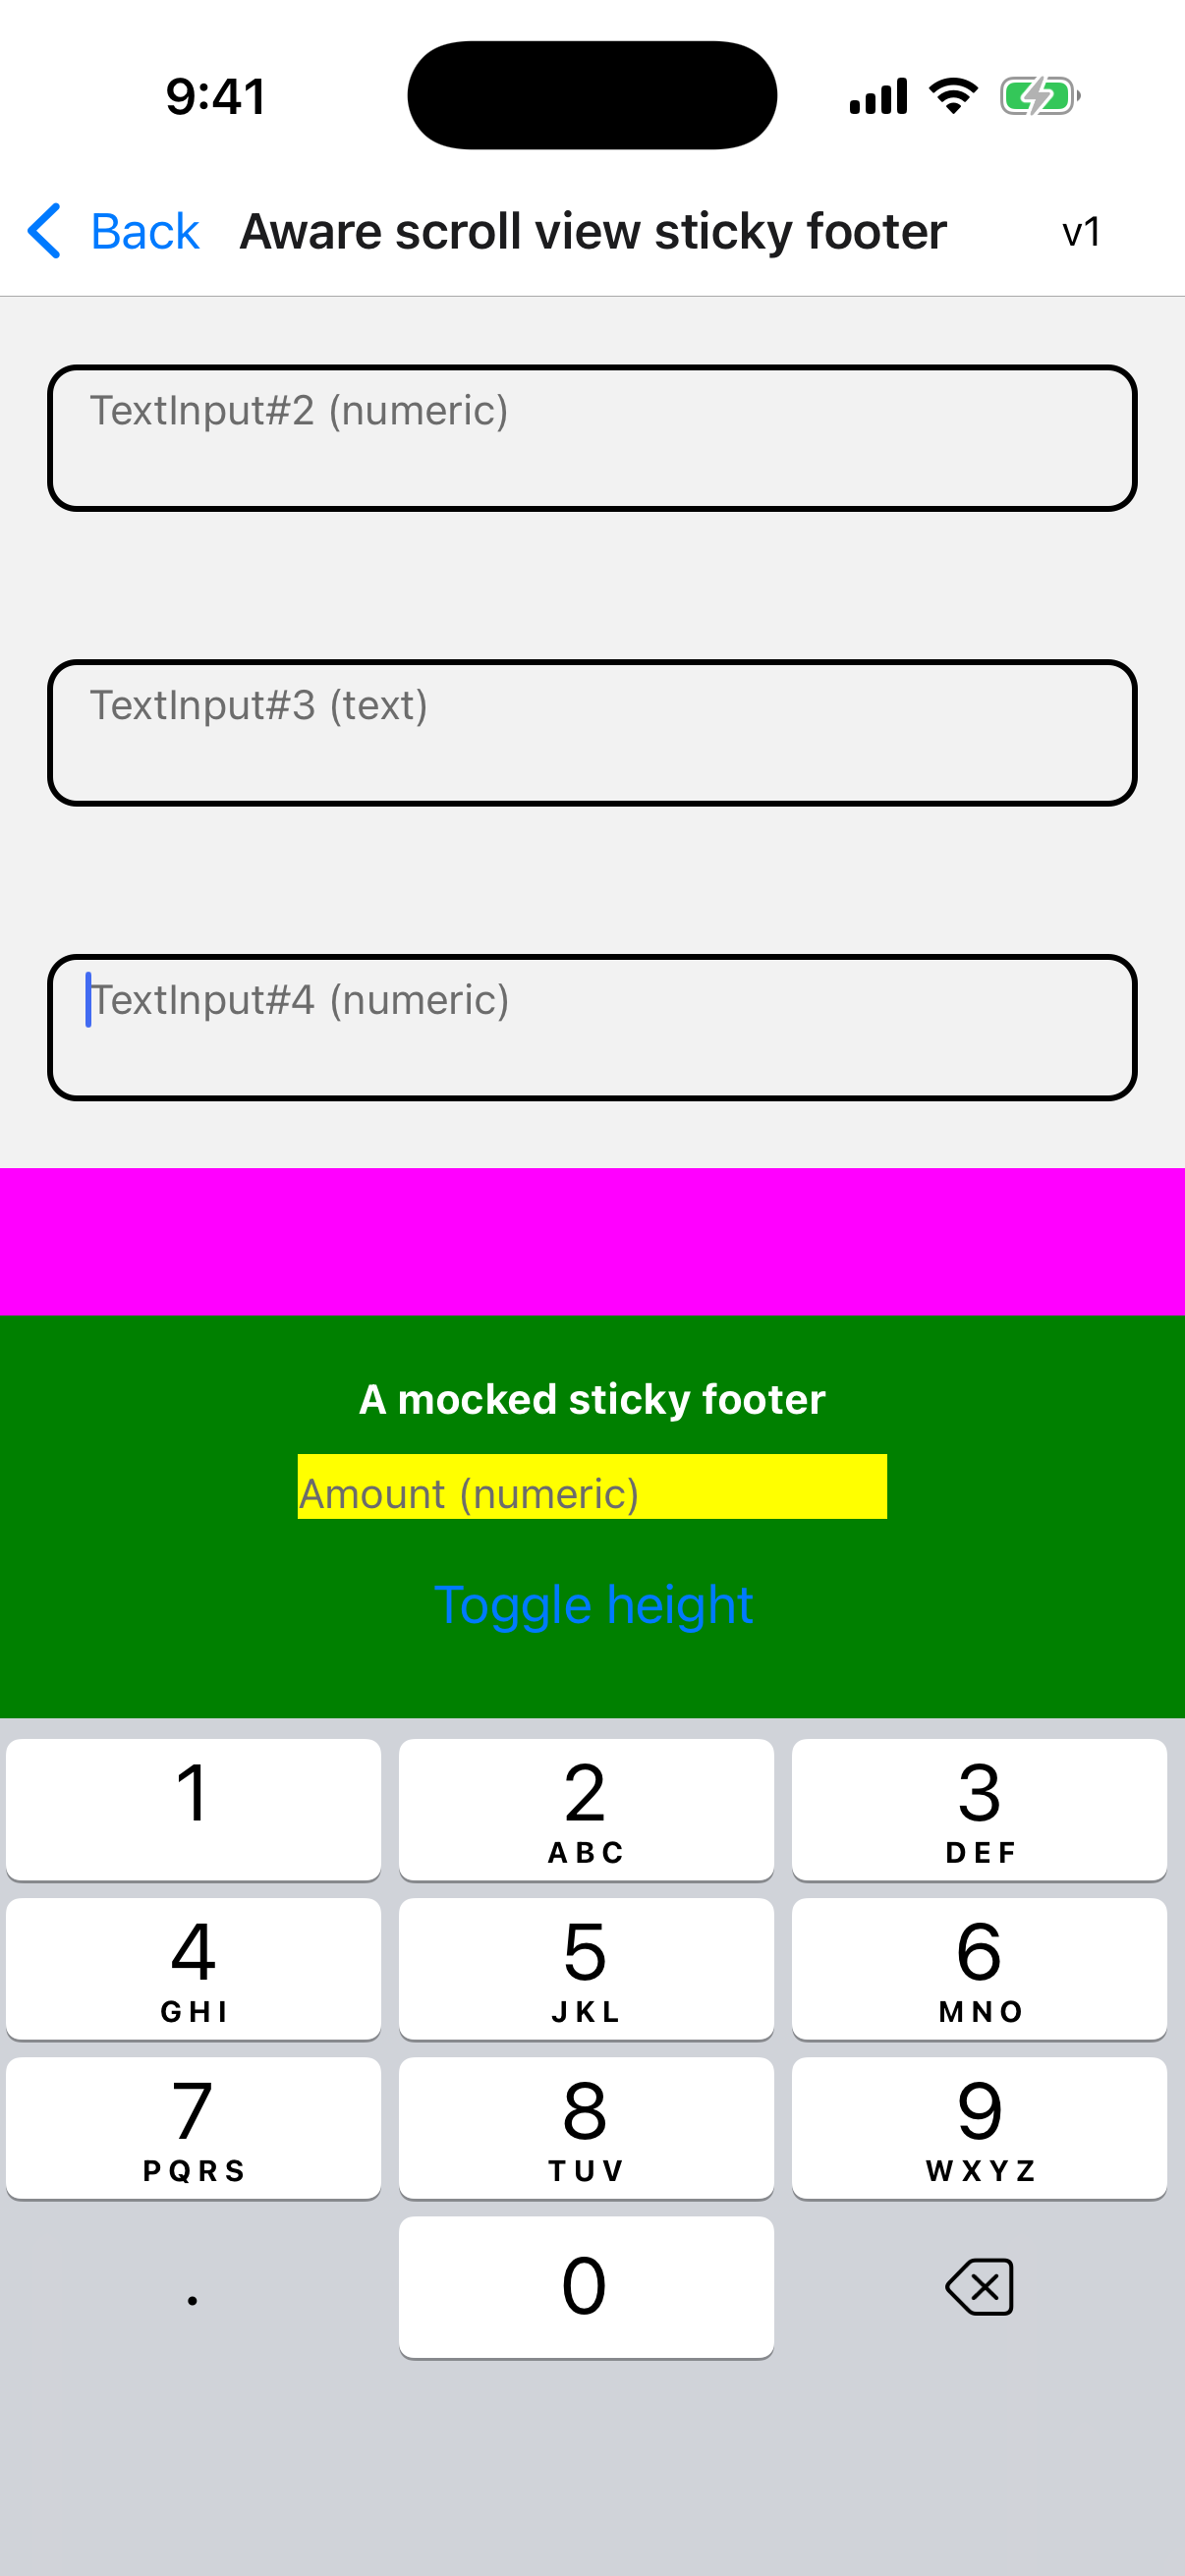 9:41
Back Aware scroll view sticky footer v1
TextInput#2 (numeric)
TextInput#3 (text)
TextInput#4 (numeric)
A mocked sticky footer
Amount (numeric)
Toggle height
1 2 3
ABC DEF
4 5 6
GHI JKL MNO
7 8 9
PQRS TUV WXYZ
. 0